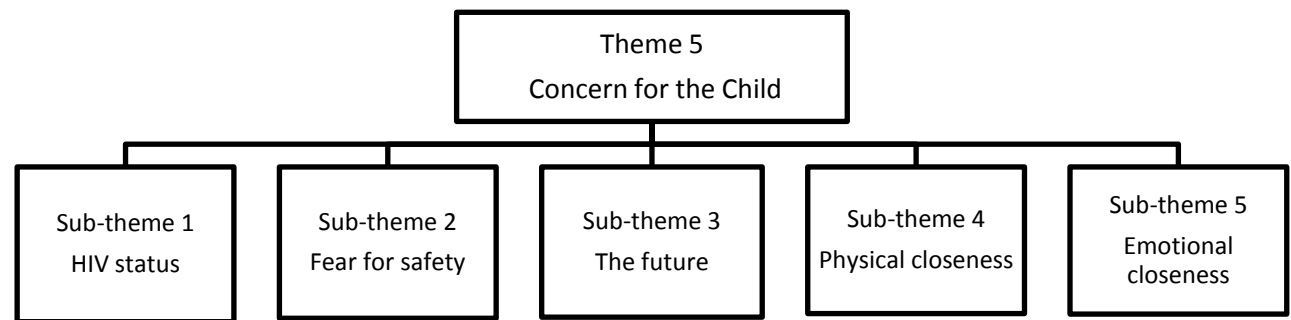 Theme 5
Concern for the Child
Sub-theme 1
HIV status
Sub-theme 2
Fear for safety
Sub-theme 3
The future
Sub-theme 4
Physical closeness
Sub-theme 5
Emotional
closeness